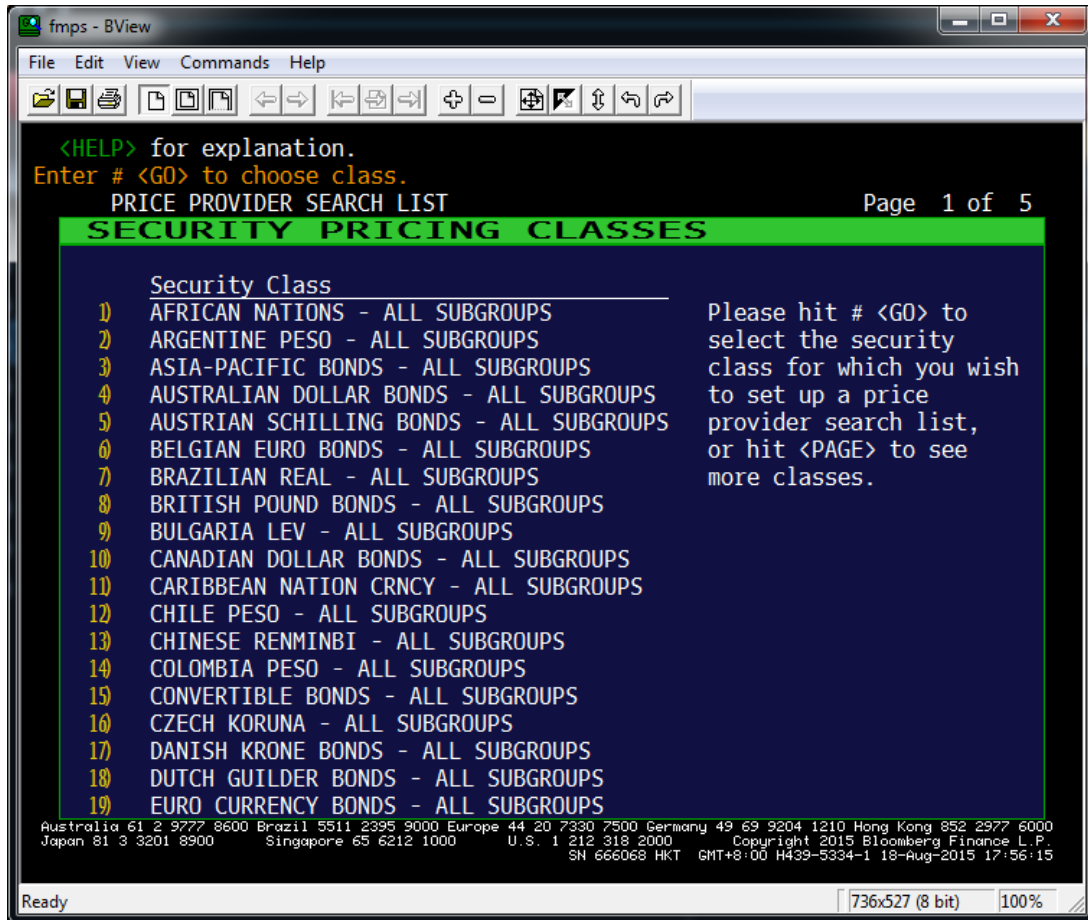 fmps - BView
File Edit View Commands Help
<HELP> for explanation.
Enter # <GO> to choose class.
PRICE PROVIDER SEARCH LIST Page 1 of 5
SECURITY PRICING CLASSES
Security Class
1) AFRICAN NATIONS - ALL SUBGROUPS Please hit # <GO> to
2) ARGENTINE PESO - ALL SUBGROUPS select the security
3) ASIA-PACIFIC BONDS - ALL SUBGROUPS class for which you wish
4) AUSTRALIAN DOLLAR BONDS - ALL SUBGROUPS to set up a price
5) AUSTRIAN SCHILLING BONDS - ALL SUBGROUPS provider search list,
6) BELGIAN EURO BONDS - ALL SUBGROUPS or hit <PAGE> to see
7) BRAZILIAN REAL - ALL SUBGROUPS more classes.
8) BRITISH POUND BONDS - ALL SUBGROUPS
9) BULGARIA LEV - ALL SUBGROUPS
10) CANADIAN DOLLAR BONDS - ALL SUBGROUPS
11) CARIBBEAN NATION CRNCY - ALL SUBGROUPS
12) CHILE PESO - ALL SUBGROUPS
13) CHINESE RENMINBI - ALL SUBGROUPS
14) COLOMBIA PESO - ALL SUBGROUPS
15) CONVERTIBLE BONDS - ALL SUBGROUPS
16) CZECH KORUNA - ALL SUBGROUPS
17) DANISH KRONE BONDS - ALL SUBGROUPS
18) DUTCH GUILDER BONDS - ALL SUBGROUPS
19) EURO CURRENCY BONDS - ALL SUBGROUPS
Australia 61 2 9777 8600 Brazil 5511 2395 9000 Europe 44 20 7330 7500 Germany 49 69 9204 1210 Hong Kong 852 2977 6000
Japan 81 3 3201 8900 Singapore 65 6212 1000 U.S. 1 212 318 2000 Copyright 2015 Bloomberg Finance L.P.
SN 666068 HKT GMT+8:00 H439-5334-1 18-Aug-2015 17:56:15
Ready 736x527 (8 bit) 100%